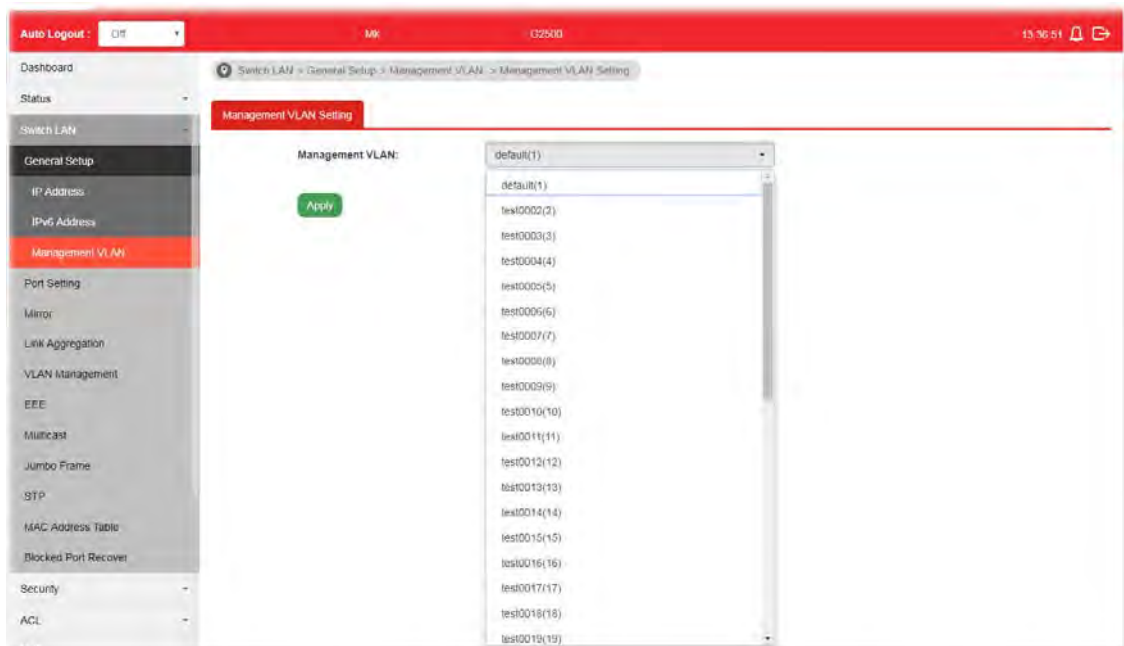 Auto Logout : Off MK G2500 13:36:51
Dashboard
Status
Switch LAN
General Setup
IP Address
IPv6 Address
Management VLAN
Port Setting
Mirror
Link Aggregation
VLAN Management
EEE
Multicast
Jumbo Frame
STP
MAC Address Table
Blocked Port Recover
Security
ACL
Switch LAN > General Setup > Management VLAN > Management VLAN Setting
Management VLAN Setting
Management VLAN: default(1)
Apply
default(1)
test0002(2)
test0003(3)
test0004(4)
test0005(5)
test0006(6)
test0007(7)
test0008(8)
test0009(9)
test0010(10)
test0011(11)
test0012(12)
test0013(13)
test0014(14)
test0015(15)
test0016(16)
test0017(17)
test0018(18)
test0019(19)